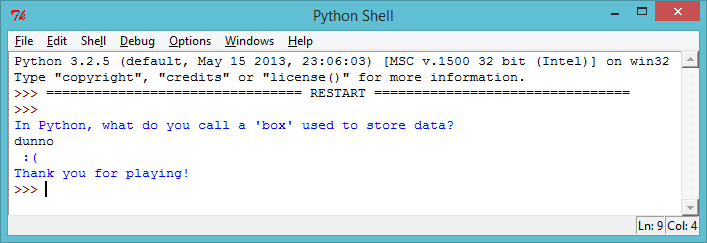 Python Shell
File Edit Shell Debug Options Windows Help
Python 3.2.5 (default, May 15 2013, 23:06:03) [MSC v.1500 32 bit (Intel)] on win32
Type "copyright", "credits" or "license()" for more information.
>>> ================================ RESTART ================================
>>>
In Python, what do you call a 'box' used to store data?
dunno
 :(
Thank you for playing!
>>>
Ln: 9 Col: 4